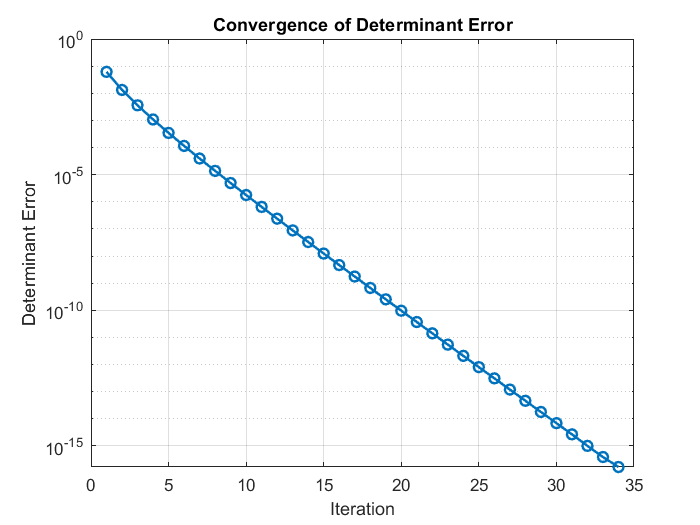 Convergence of Determinant Error
10^0
10^-5
10^-10
10^-15
Determinant Error
0 5 10 15 20 25 30 35
Iteration